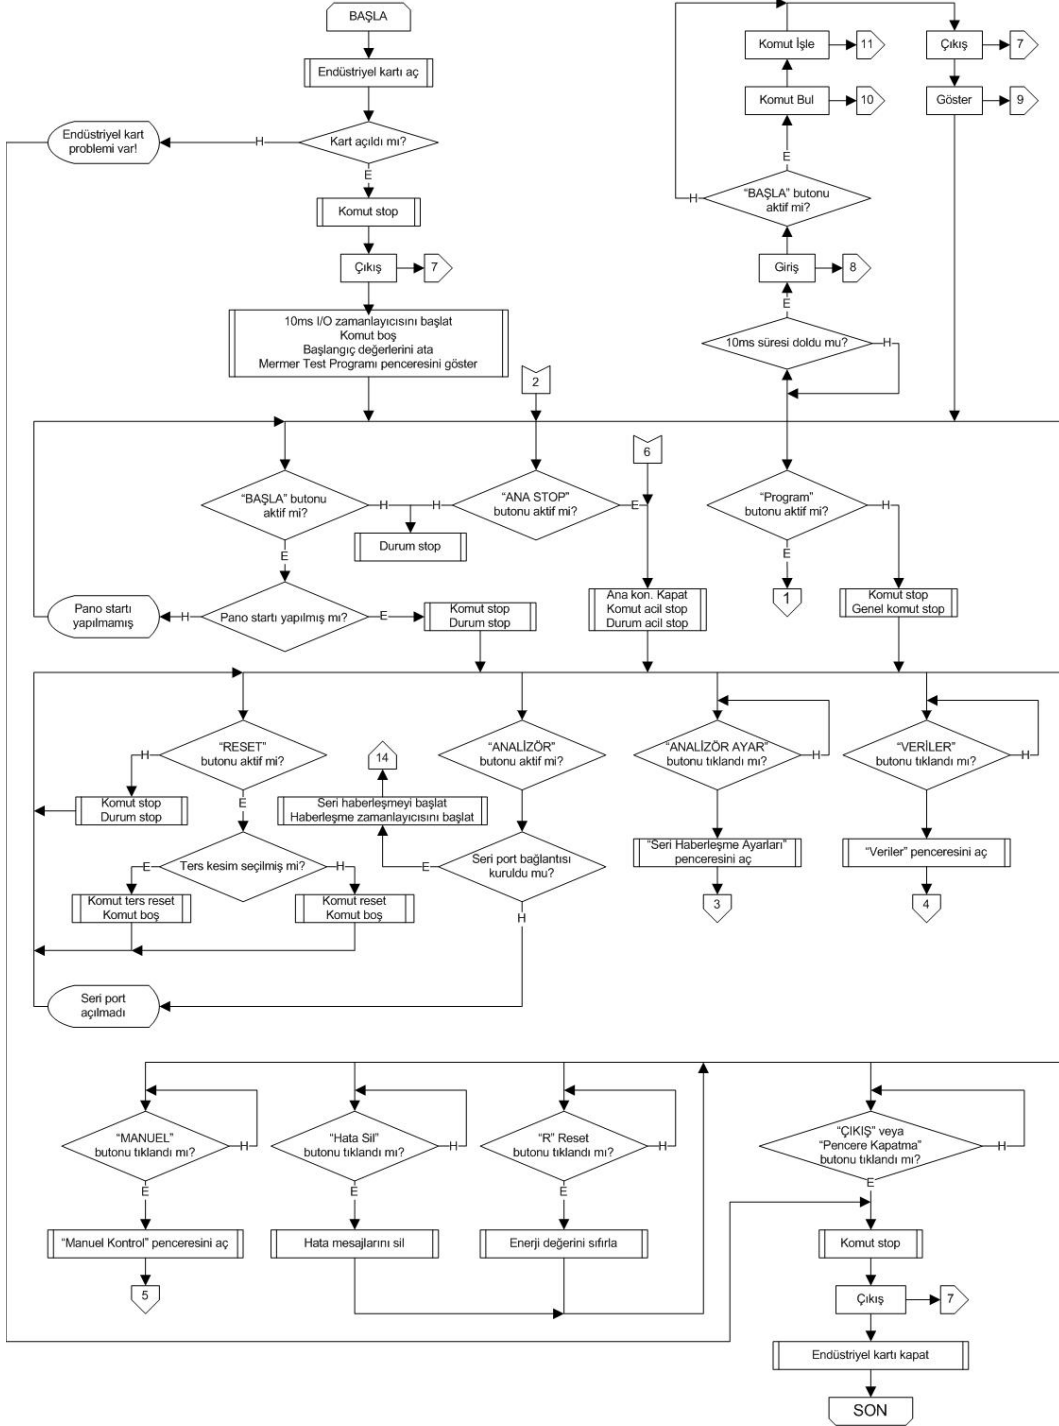 BAŞLA
Endüstriyel kartı aç
Kart açıldı mı?
H
Endüstriyel kart
problemi var!
E
Komut stop
Çıkış
7
10ms I/O zamanlayıcısını başlat
Komut boş
Başlangıç değerlerini ata
Mermer Test Programı penceresini göster
Komut İşle
11
Çıkış
7
Komut Bul
10
Göster
9
E
"BAŞLA" butonu
aktif mi?
H
Giriş
8
E
10ms süresi doldu mu?
H
2
6
"BAŞLA" butonu
aktif mi?
H
H
"ANA STOP"
butonu aktif mi?
E
"Program"
butonu aktif mi?
H
Durum stop
E
E
Pano startı
yapılmamış
H
Pano startı yapılmış mı?
E
Komut stop
Durum stop
Ana kon. Kapat
Komut acil stop
Durum acil stop
1
Komut stop
Genel komut stop
"RESET"
butonu aktif mi?
H
14
"ANALİZÖR"
butonu aktif mi?
"ANALİZÖR AYAR"
butonu tıklandı mı?
H
"VERİLER"
butonu tıklandı mı?
H
Komut stop
Durum stop
E
Seri haberleşmeyi başlat
Haberleşme zamanlayıcısını başlat
E
Ters kesim seçilmiş mi?
H
E
Seri port bağlantısı
kuruldu mu?
"Seri Haberleşme Ayarları"
penceresini aç
"Veriler" penceresini aç
Komut ters reset
Komut boş
Komut reset
Komut boş
H
3
4
Seri port
açılmadı
"MANUEL"
butonu tıklandı mı?
H
"Hata Sil"
butonu tıklandı mı?
H
"R" Reset
butonu tıklandı mı?
H
"ÇIKIŞ" veya
"Pencere Kapatma"
butonu tıklandı mı?
H
E
E
E
E
"Manuel Kontrol" penceresini aç
Hata mesajlarını sil
Enerji değerini sıfırla
Komut stop
5
Çıkış
7
Endüstriyel kartı kapat
SON